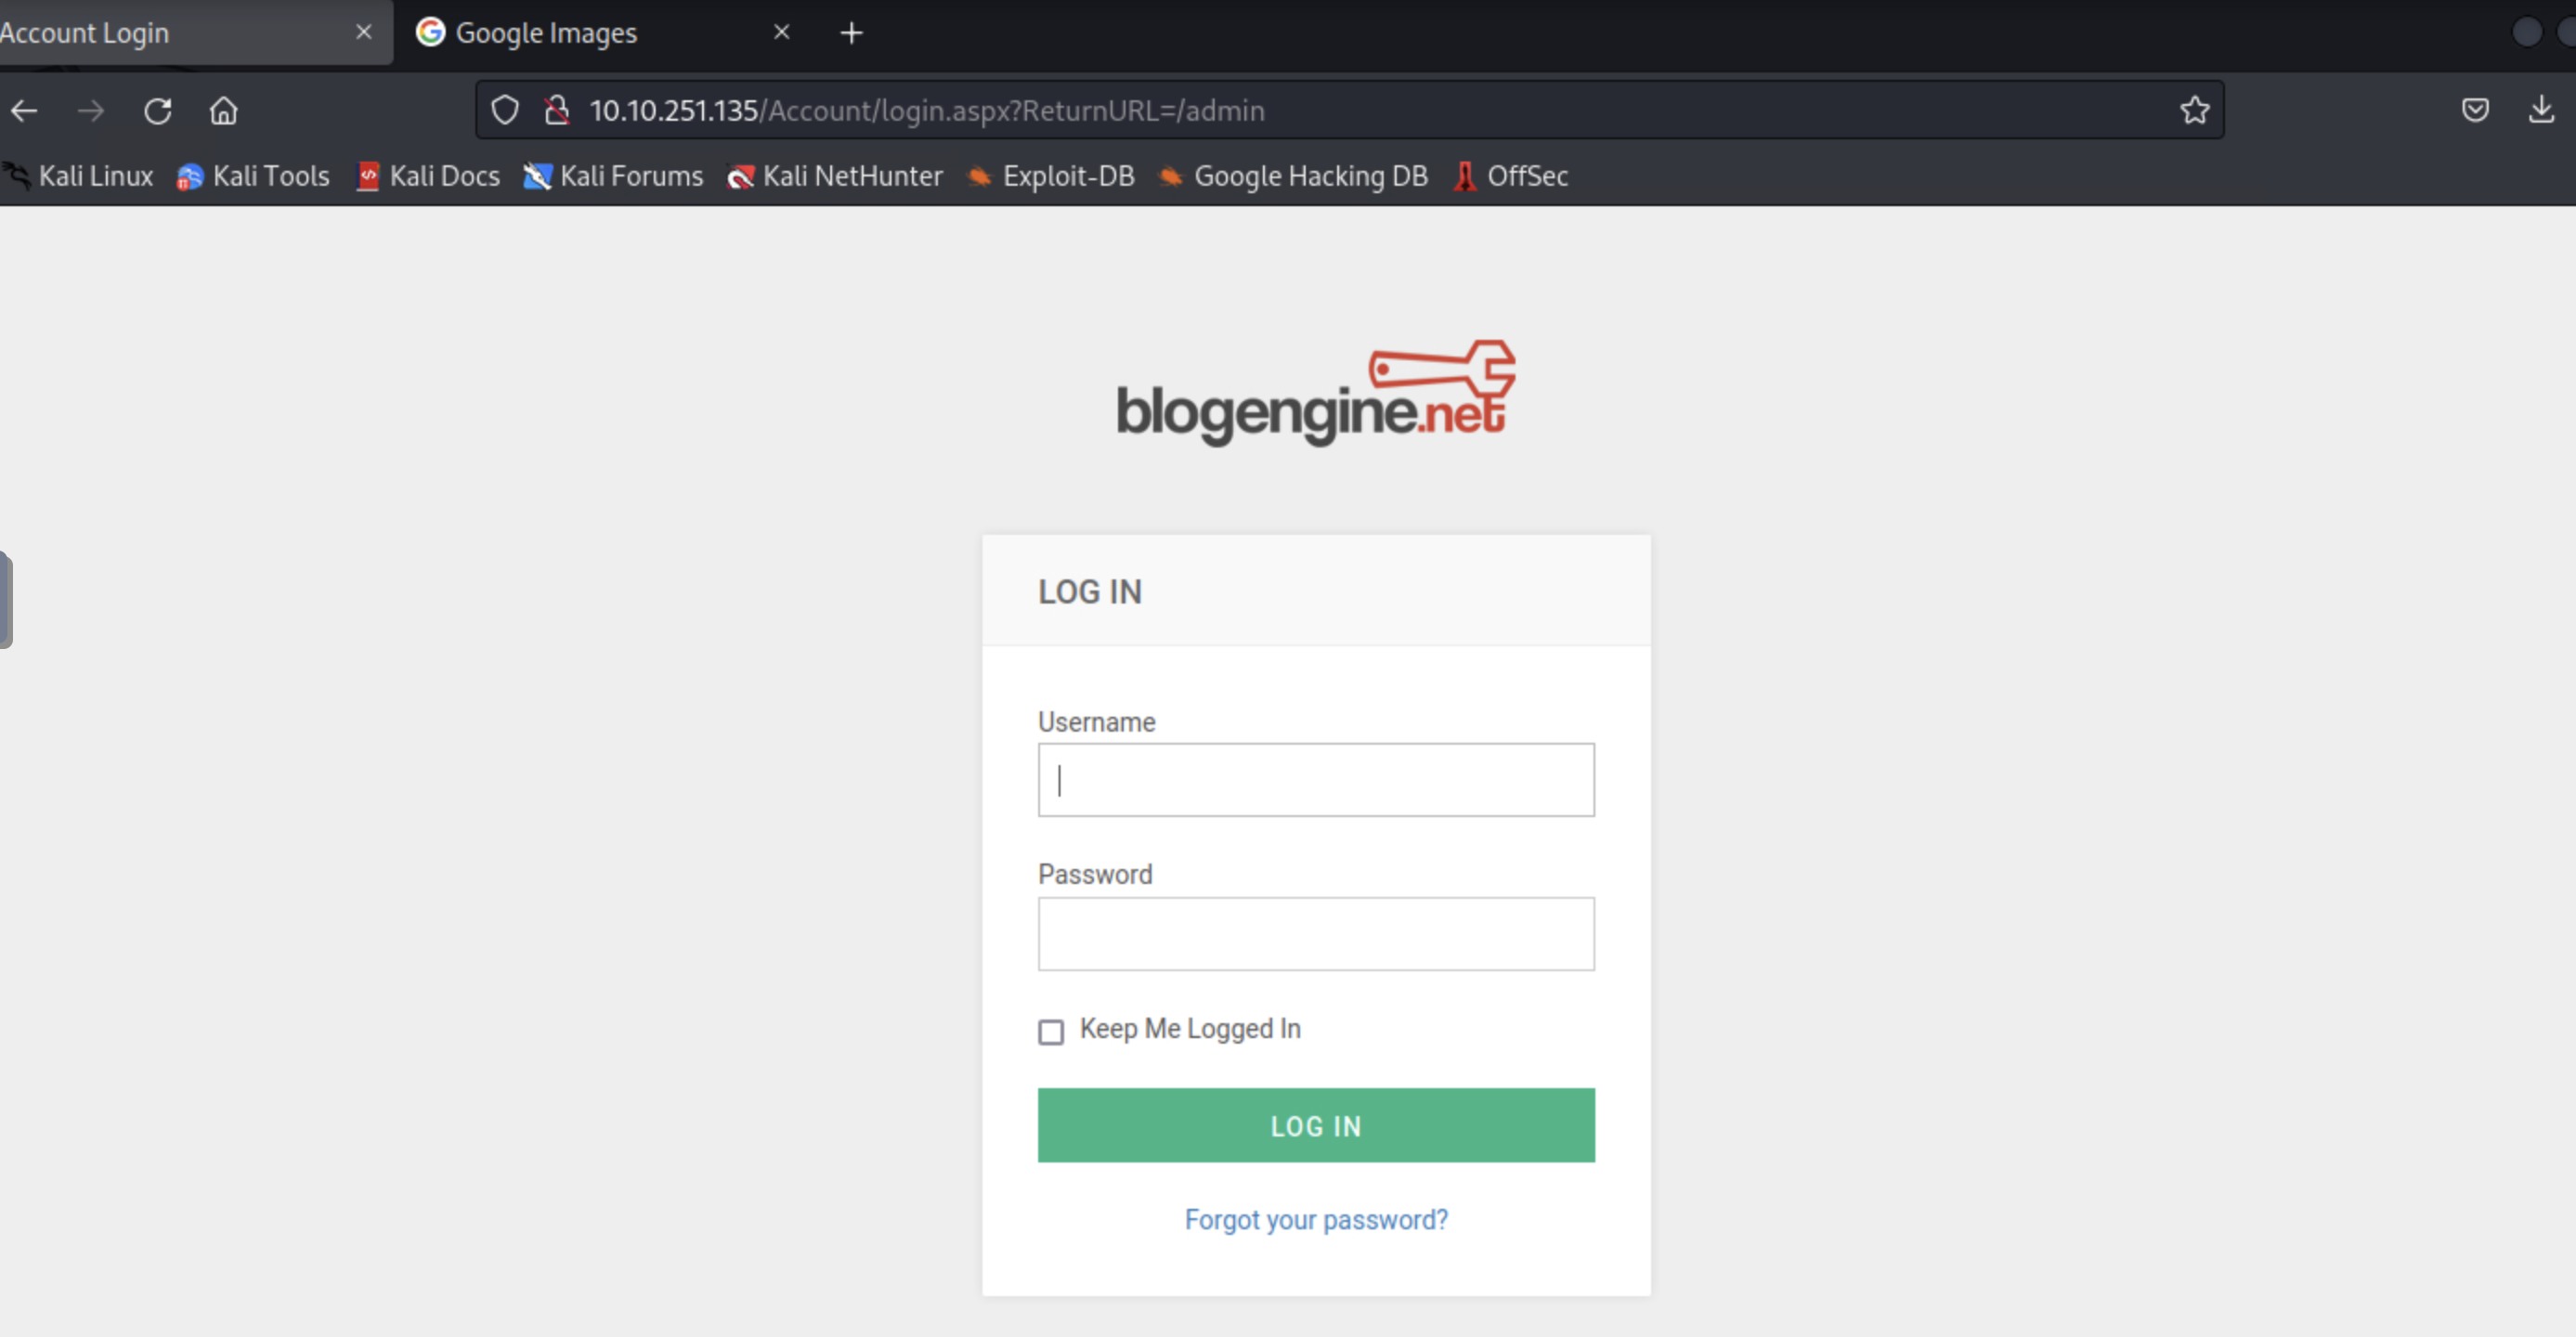 Account Login
Google Images
10.10.251.135/Account/login.aspx?ReturnURL=/admin
Kali Linux Kali Tools Kali Docs Kali Forums Kali NetHunter Exploit-DB Google Hacking DB OffSec
blogengine.net
LOG IN
Username
Password
Keep Me Logged In
LOG IN
Forgot your password?